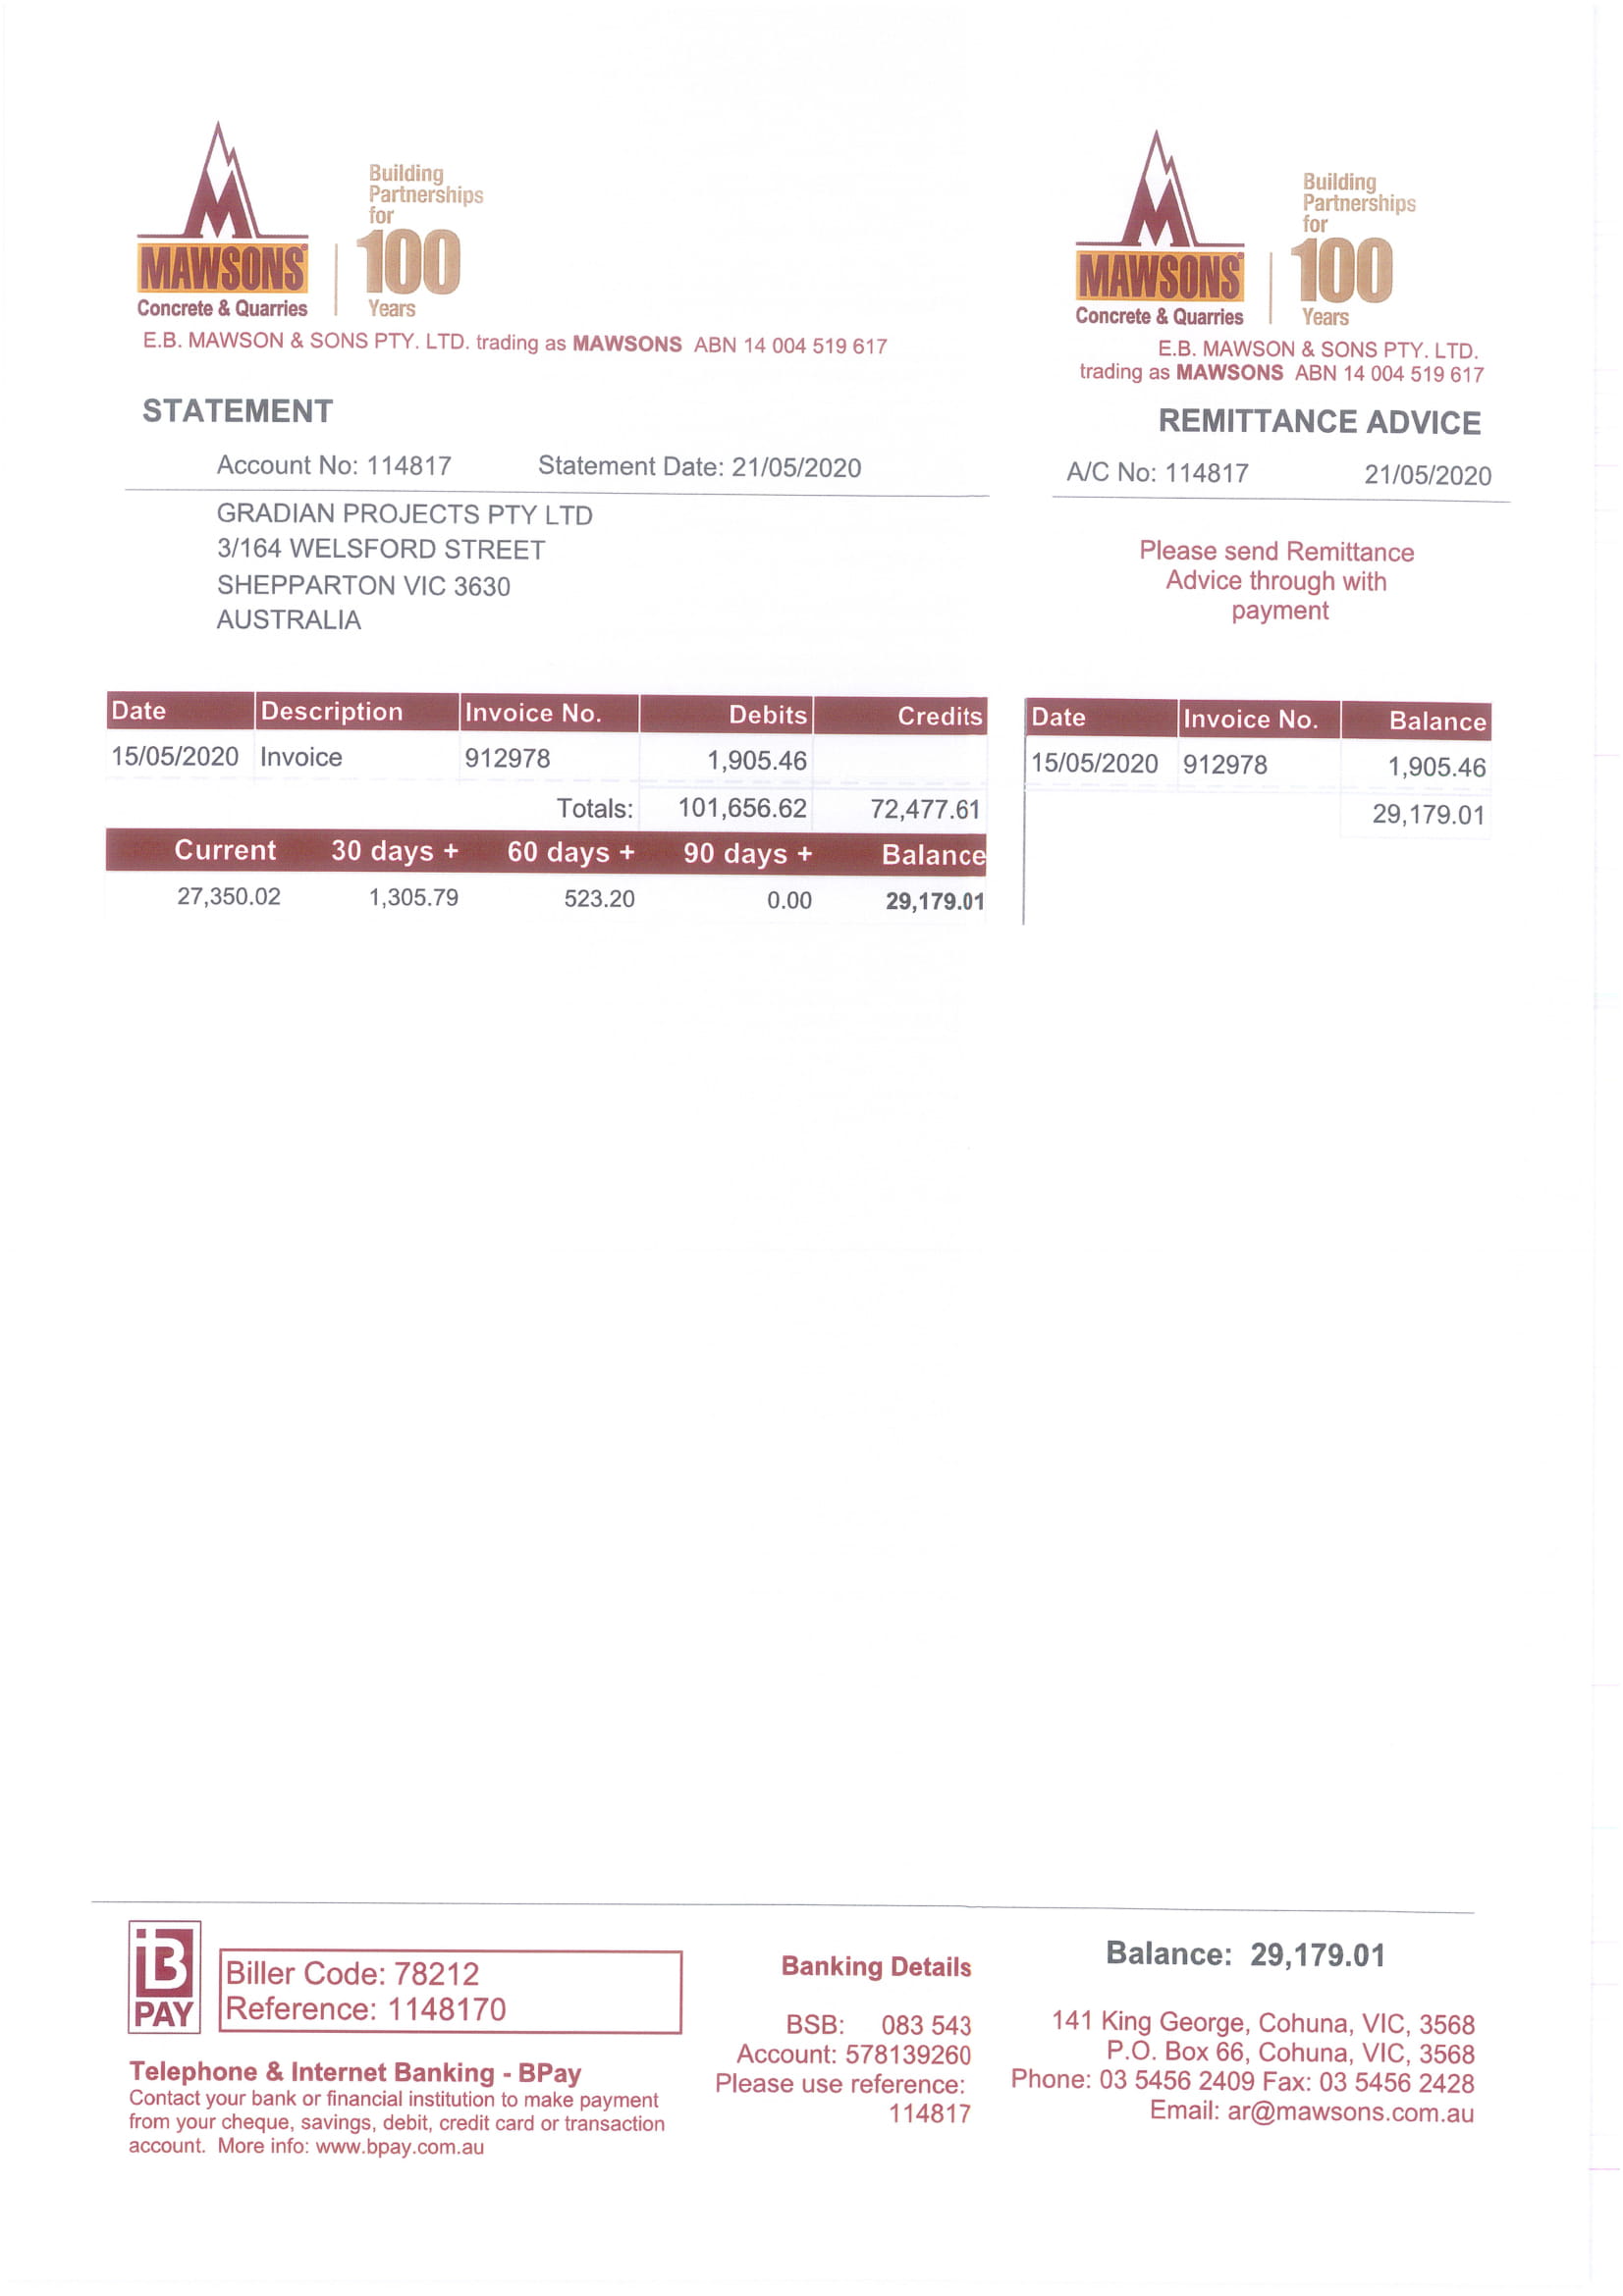 Building
Partnerships
for
100
Years
MAWSONS
Concrete & Quarries
E.B. MAWSON & SONS PTY. LTD. trading as MAWSONS ABN 14 004 519 617
STATEMENT
Account No: 114817 Statement Date: 21/05/2020
GRADIAN PROJECTS PTY LTD
3/164 WELSFORD STREET
SHEPPARTON VIC 3630
AUSTRALIA
Date Description Invoice No. Debits Credits
15/05/2020 Invoice 912978 1,905.46
Totals: 101,656.62 72,477.61
Current 30 days + 60 days + 90 days + Balance
27,350.02 1,305.79 523.20 0.00 29,179.01
Building
Partnerships
for
100
Years
MAWSONS
Concrete & Quarries
E.B. MAWSON & SONS PTY. LTD.
trading as MAWSONS ABN 14 004 519 617
REMITTANCE ADVICE
A/C No: 114817 21/05/2020
Please send Remittance
Advice through with
payment
Date Invoice No. Balance
15/05/2020 912978 1,905.46
29,179.01
B
PAY
Biller Code: 78212
Reference: 1148170
Telephone & Internet Banking - BPay
Contact your bank or financial institution to make payment
from your cheque, savings, debit, credit card or transaction
account. More info: www.bpay.com.au
Banking Details
BSB: 083 543
Account: 578139260
Please use reference:
114817
Balance: 29,179.01
141 King George, Cohuna, VIC, 3568
P.O. Box 66, Cohuna, VIC, 3568
Phone: 03 5456 2409 Fax: 03 5456 2428
Email: ar@mawsons.com.au